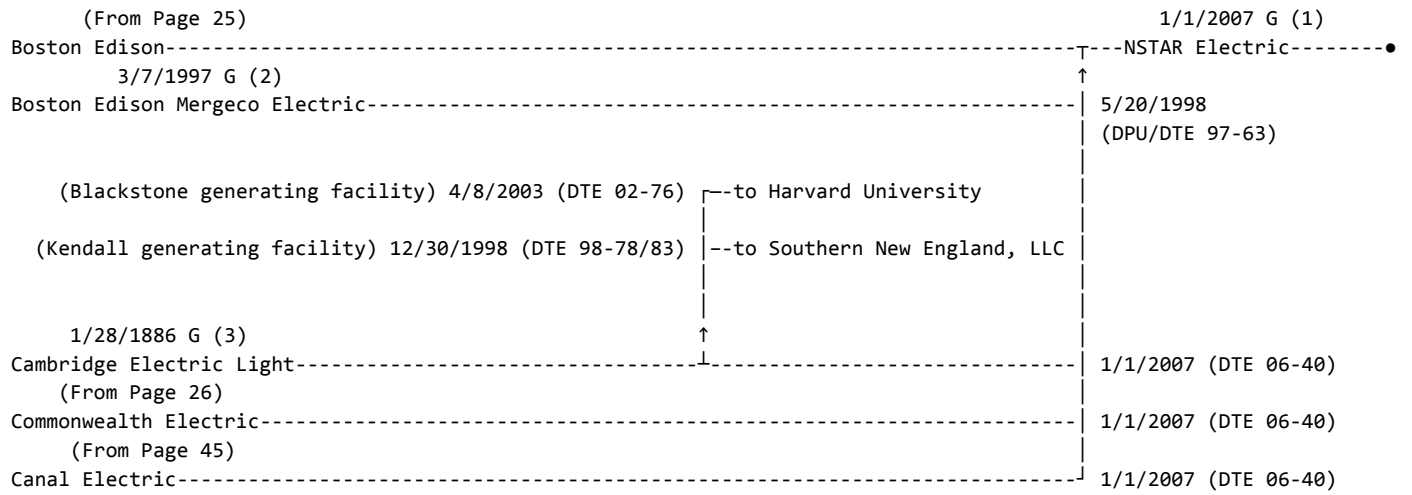 (From Page 25) 1/1/2007 G (1)
Boston Edison-----------------------------------------------------------------------------┬---NSTAR Electric--------●
3/7/1997 G (2) ↑
Boston Edison Mergeco Electric------------------------------------------------------------│ 5/20/1998
│ (DPU/DTE 97-63)
(Blackstone generating facility) 4/8/2003 (DTE 02-76) ┌--to Harvard University
(Kendall generating facility) 12/30/1998 (DTE 98-78/83) │--to Southern New England, LLC
1/28/1886 G (3) ↑
Cambridge Electric Light----------------------------------┴-------------------------------│ 1/1/2007 (DTE 06-40)
(From Page 26)
Commonwealth Electric---------------------------------------------------------------------│ 1/1/2007 (DTE 06-40)
(From Page 45)
Canal Electric----------------------------------------------------------------------------┘ 1/1/2007 (DTE 06-40)